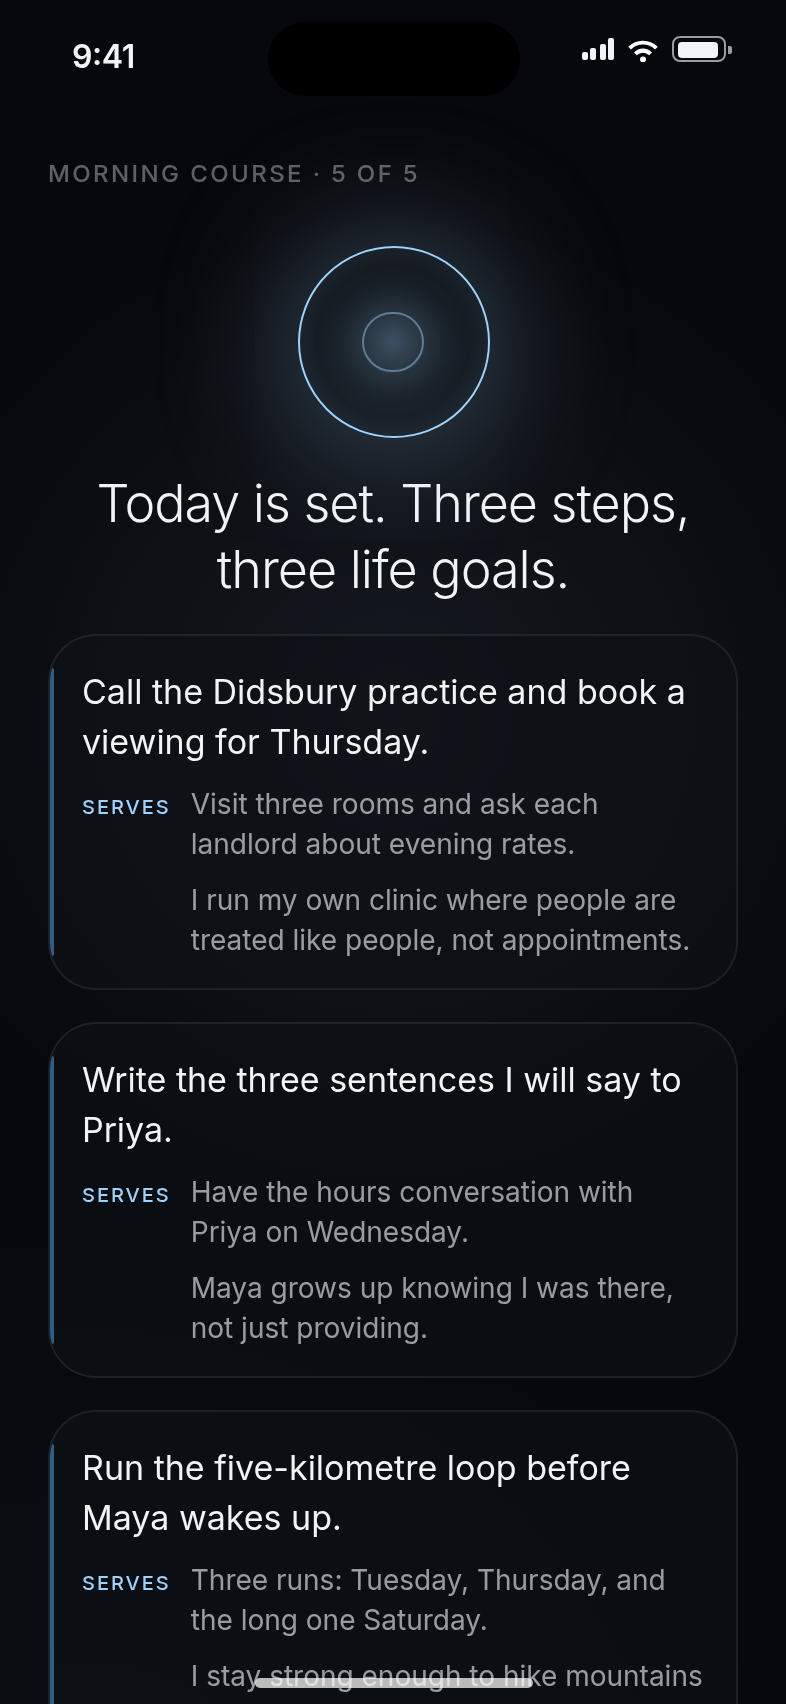 9:41
MORNING COURSE · 5 OF 5
Today is set. Three steps,
three life goals.
Call the Didsbury practice and book a
viewing for Thursday.
SERVES Visit three rooms and ask each
landlord about evening rates.
I run my own clinic where people are
treated like people, not appointments.
Write the three sentences I will say to
Priya.
SERVES Have the hours conversation with
Priya on Wednesday.
Maya grows up knowing I was there,
not just providing.
Run the five-kilometre loop before
Maya wakes up.
SERVES Three runs: Tuesday, Thursday, and
the long one Saturday.
I stay strong enough to hike mountains